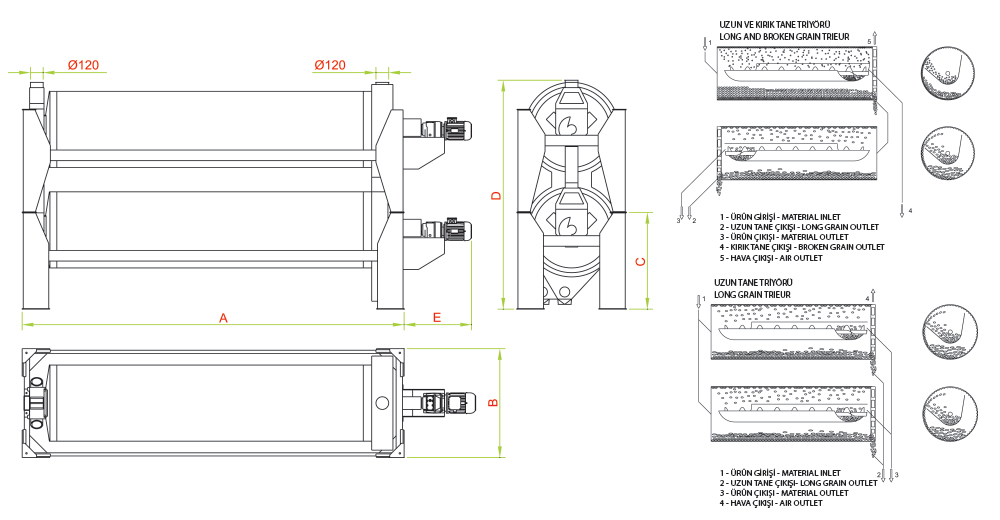 Ø120
Ø120
A
E
D
C
B
UZUN VE KIRIK TANE TRİYÖRÜ
LONG AND BROKEN GRAIN TRIEUR
1
5
3
2
4
1 - ÜRÜN GİRİŞİ - MATERIAL INLET
2 - UZUN TANE ÇIKIŞI - LONG GRAIN OUTLET
3 - ÜRÜN ÇIKIŞI - MATERIAL OUTLET
4 - KIRIK TANE ÇIKIŞI - BROKEN GRAIN OUTLET
5 - HAVA ÇIKIŞI - AIR OUTLET
UZUN TANE TRİYÖRÜ
LONG GRAIN TRIEUR
1
4
2
3
1 - ÜRÜN GİRİŞİ - MATERIAL INLET
2 - UZUN TANE ÇIKIŞI- LONG GRAIN OUTLET
3 - ÜRÜN ÇIKIŞI - MATERIAL OUTLET
4 - HAVA ÇIKIŞI - AIR OUTLET